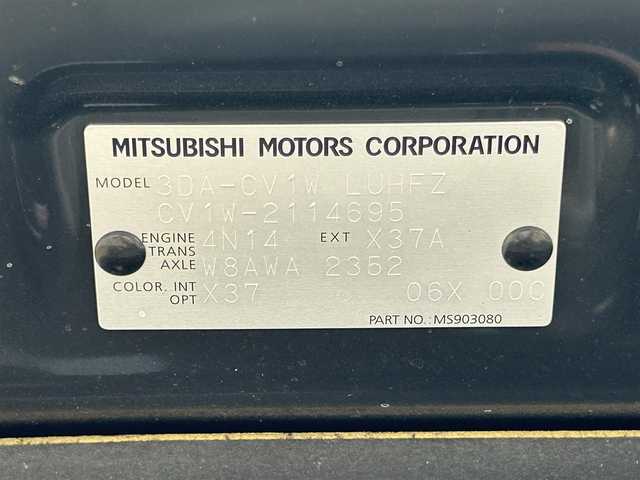 MITSUBISHI MOTORS CORPORATION
MODEL 3DA-CV1W LUHFZ
CV1W-2114695
ENGINE 4N14 EXT X37A
TRANS AXLE W8AWA 2352
COLOR. INT OPT X37 06X 00C
PART NO.: MS903080